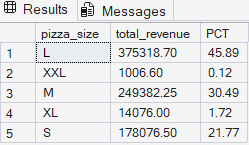 Results Messages
pizza_size total_revenue PCT
1 L 375318.70 45.89
2 XXL 1006.60 0.12
3 M 249382.25 30.49
4 XL 14076.00 1.72
5 S 178076.50 21.77